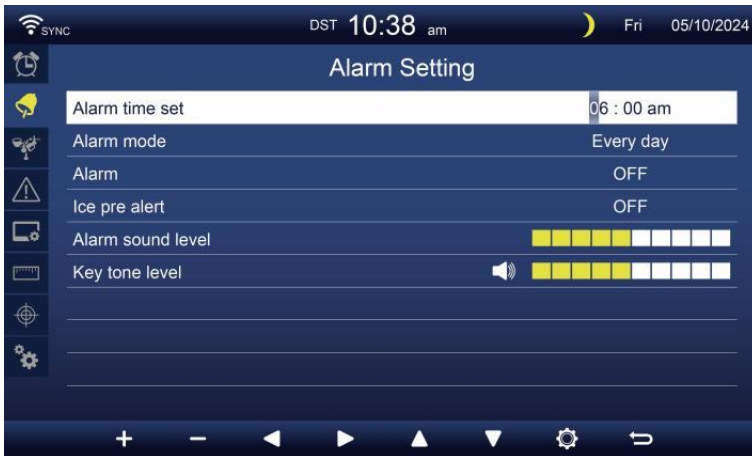 SYNC DST 10:38 am Fri 05/10/2024
Alarm Setting
Alarm time set 06 : 00 am
Alarm mode Every day
Alarm OFF
Ice pre alert OFF
Alarm sound level
Key tone level